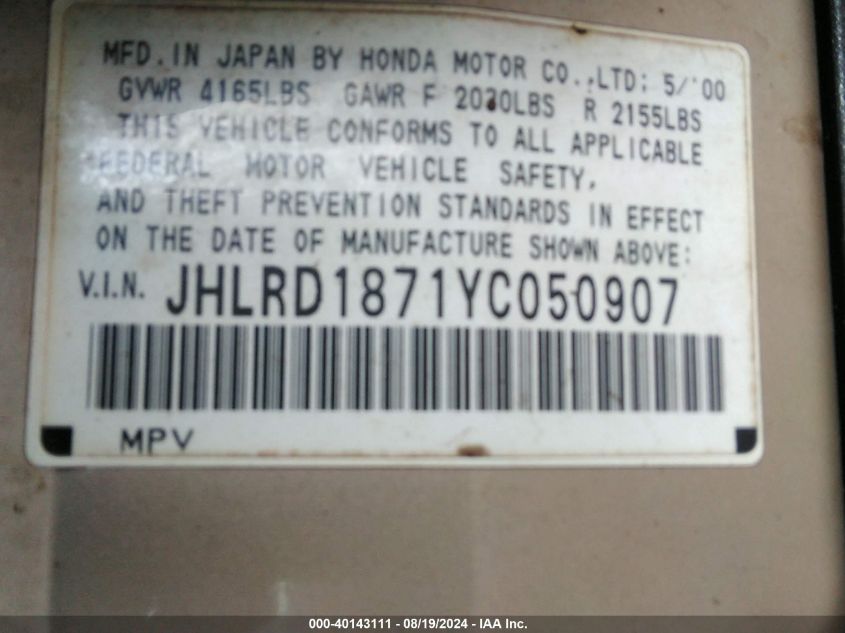 MFD.IN JAPAN BY HONDA MOTOR CO.,LTD; 5/'00
GVWR 4165LBS GAWR F LBS R 2155LBS
THIS VEHICLE CONFORMS TO ALL APPLICABLE
FEDERAL MOTOR VEHICLE SAFETY,
AND THEFT PREVENTION STANDARDS IN EFFECT
ON THE DATE OF MANUFACTURE SHOWN ABOVE:
V.I.N. JHLRD1871YC050907
MPV
000-40143111 - 08/19/2024 - IAA Inc.